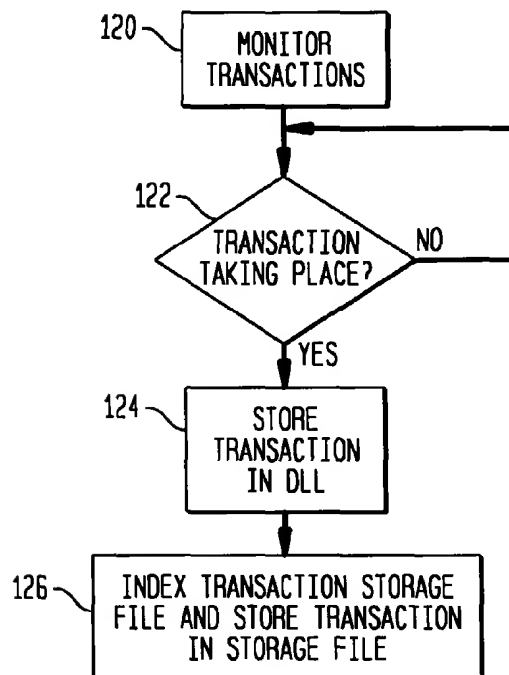 120
MONITOR
TRANSACTIONS
122
TRANSACTION
TAKING PLACE?
NO
YES
124
STORE
TRANSACTION
IN DLL
126
INDEX TRANSACTION STORAGE
FILE AND STORE TRANSACTION
IN STORAGE FILE